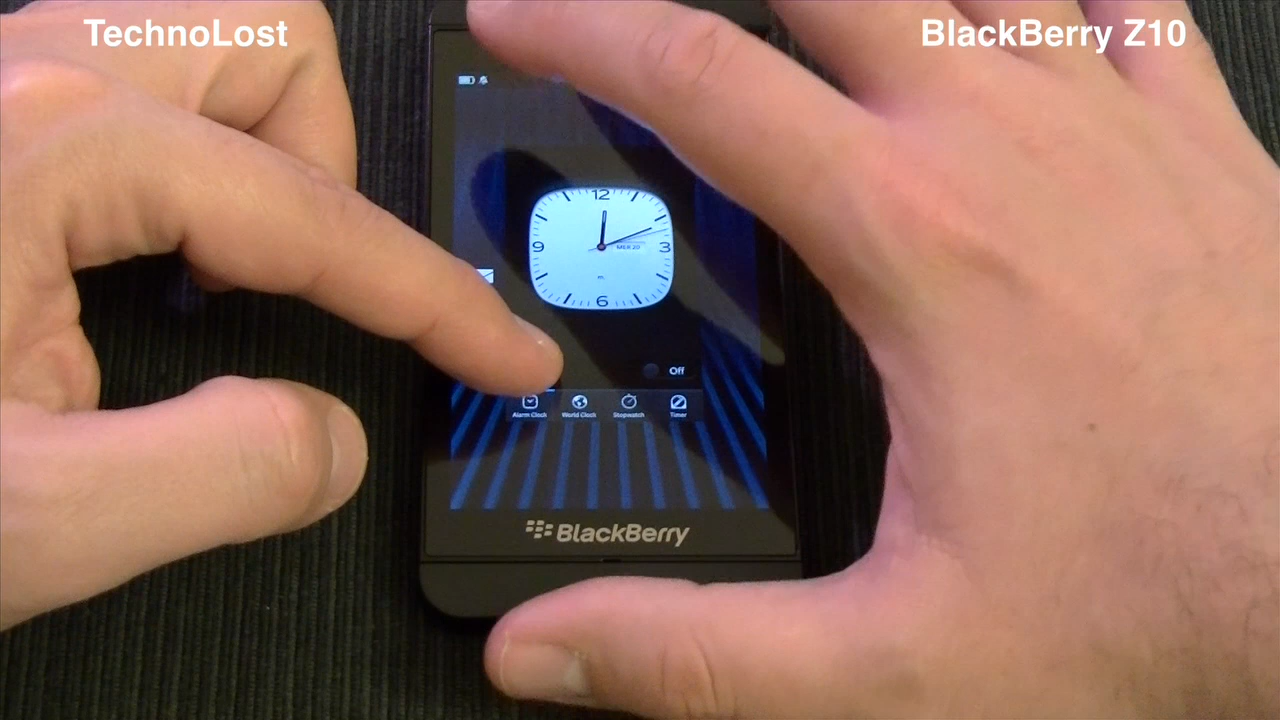 TechnoLost
BlackBerry Z10
12
9
3
MER 20
6
Off
Alarm Clock
World Clock
Stopwatch
Timer
BlackBerry